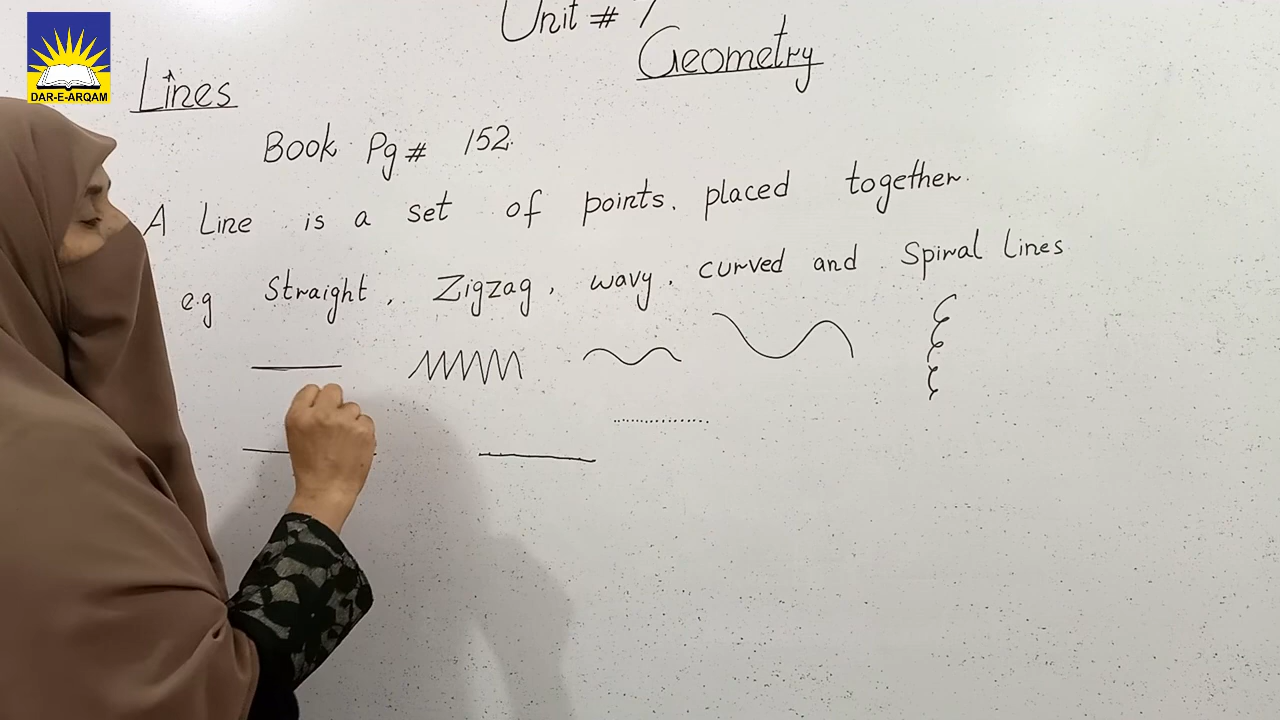 Unit # 7
Geometry
DAR-E-ARQAM
Lines
Book Pg # 152.
A Line is a set of points. placed together.
e.g Straight, Zigzag, wavy, curved and Spiral lines